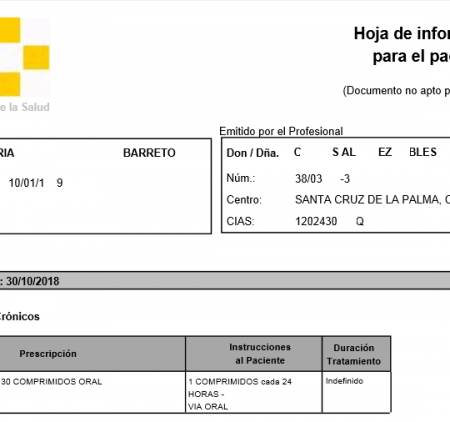 Hoja de infor
para el pa
de la Salud
(Documento no apto p
Emitido por el Profesional
RIA BARRETO
10/01/1 9
Don / Dña. C S AL EZ BLES
Núm.: 38/03 -3
Centro: SANTA CRUZ DE LA PALMA, C
CIAS: 1202430 Q
: 30/10/2018
Crónicos
Prescripción
Instrucciones
al Paciente
Duración
Tratamiento
30 COMPRIMIDOS ORAL
1 COMPRIMIDOS cada 24
HORAS -
VIA ORAL
Indefinido